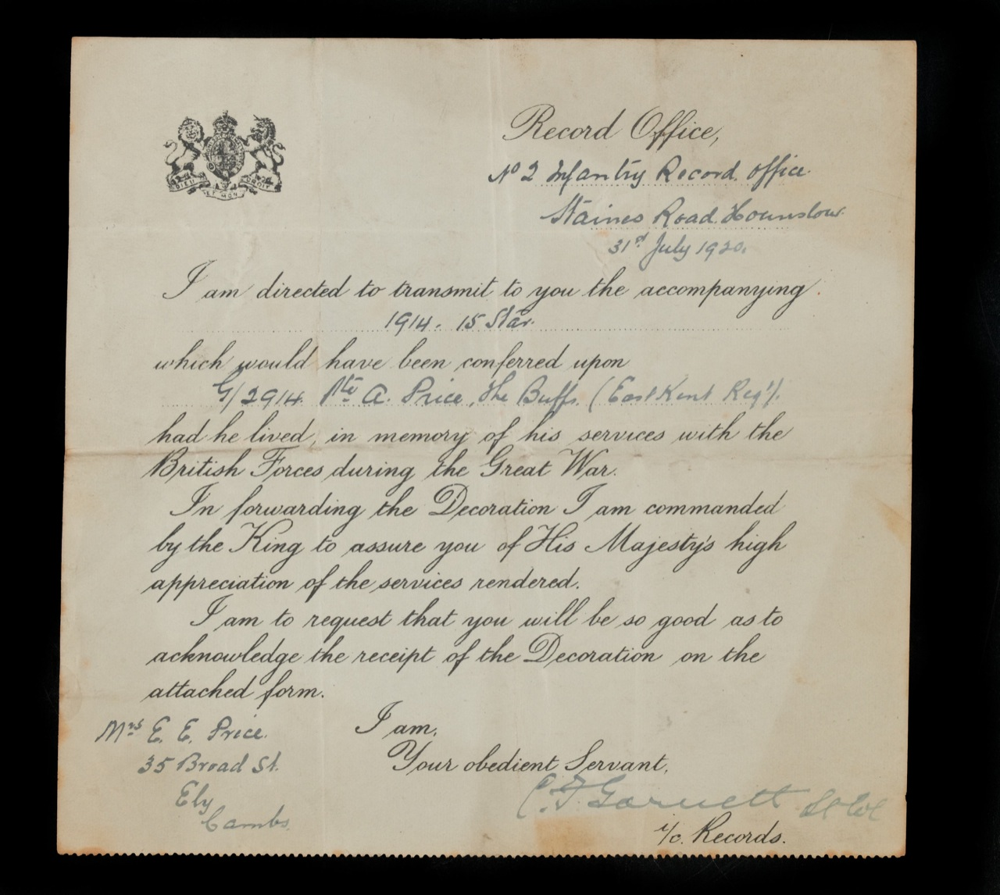 Record Office,
No 2 Infantry Record Office
Staines Road Hounslow.
31st July 1920.
DIEU ET MON DROIT
I am directed to transmit to you the accompanying
1914-15 Star.
which would have been conferred upon
G/2914 Pte A. Price, The Buffs. (East Kent Reg't).
had he lived, in memory of his services with the
British Forces during the Great War.
In forwarding the Decoration I am commanded
by the King to assure you of His Majesty's high
appreciation of the services rendered.
I am to request that you will be so good as to
acknowledge the receipt of the Decoration on the
attached form.
I am,
Your obedient Servant,
C. F. Garnett Lt Col
i/c. Records.
Mrs E. E. Price.
35 Broad St.
Ely
Cambs.